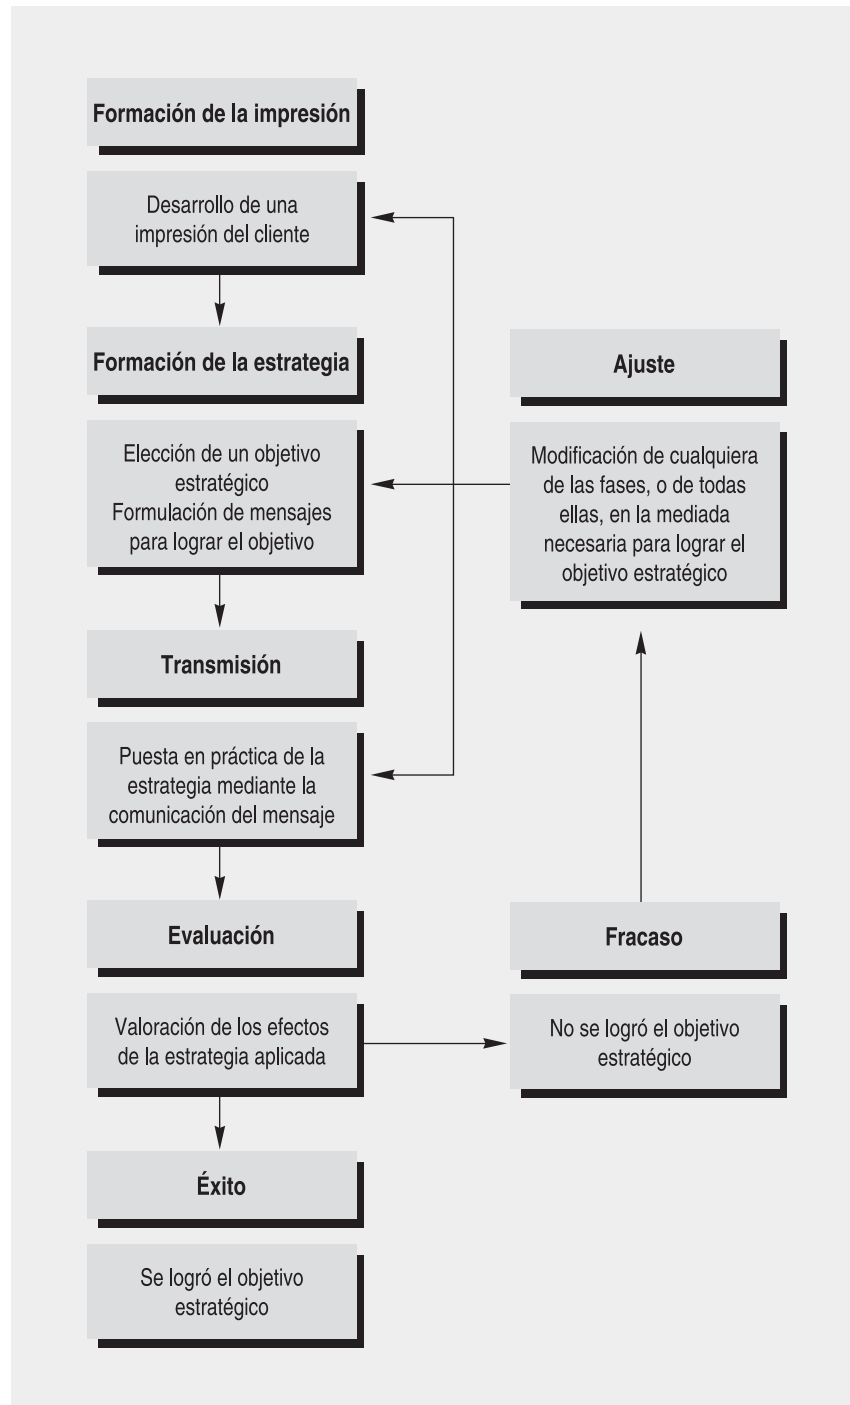 Formación de la impresión
Desarrollo de una
impresión del cliente
Formación de la estrategia
Elección de un objetivo
estratégico
Formulación de mensajes
para lograr el objetivo
Transmisión
Puesta en práctica de la
estrategia mediante la
comunicación del mensaje
Evaluación
Valoración de los efectos
de la estrategia aplicada
Éxito
Se logró el objetivo
estratégico
Ajuste
Modificación de cualquiera
de las fases, o de todas
ellas, en la mediada
necesaria para lograr el
objetivo estratégico
Fracaso
No se logró el objetivo
estratégico